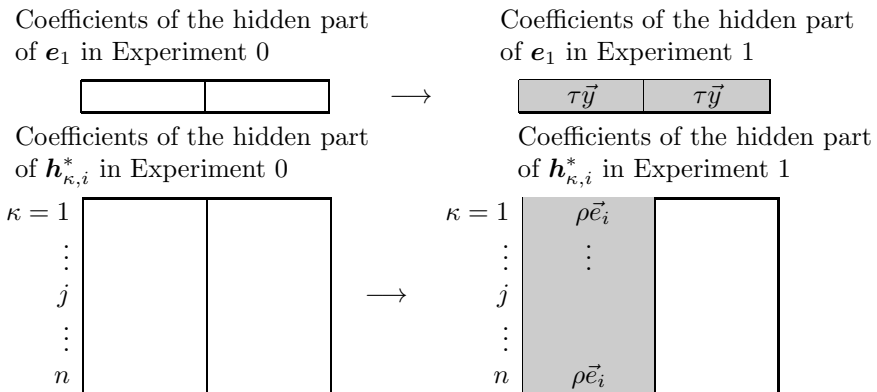 Coefficients of the hidden part Coefficients of the hidden part
of e₁ in Experiment 0 of e₁ in Experiment 1
⟶ τy⃗ τy⃗
Coefficients of the hidden part Coefficients of the hidden part
of h*κ,i in Experiment 0 of h*κ,i in Experiment 1
κ = 1 κ = 1 ρe⃗ᵢ
⋮ ⋮ ⋮
j ⟶ j
⋮ ⋮
n n ρe⃗ᵢ